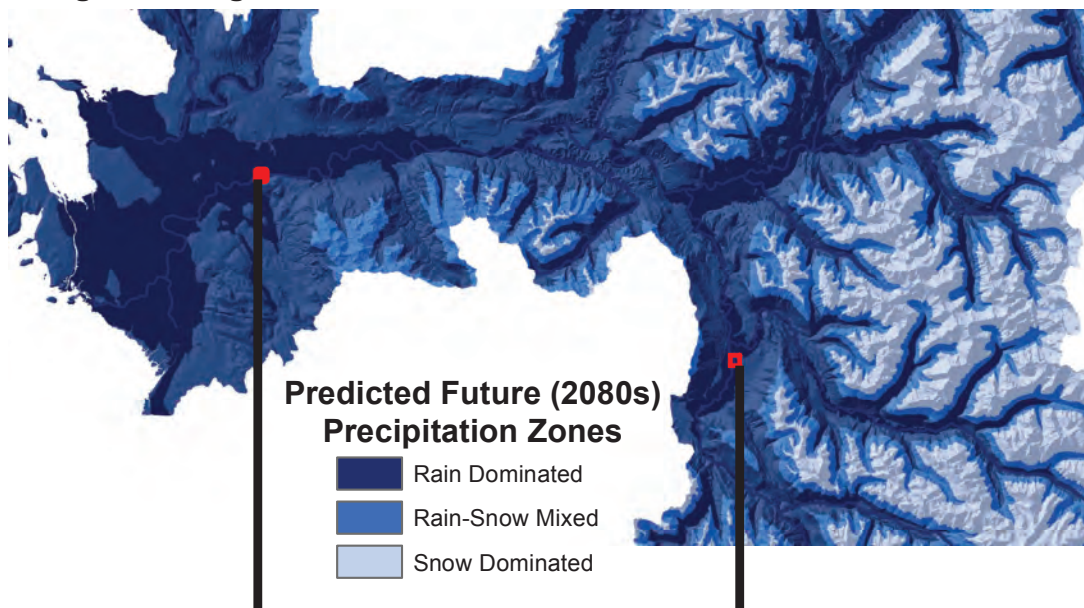 Predicted Future (2080s)
Precipitation Zones
Rain Dominated
Rain-Snow Mixed
Snow Dominated